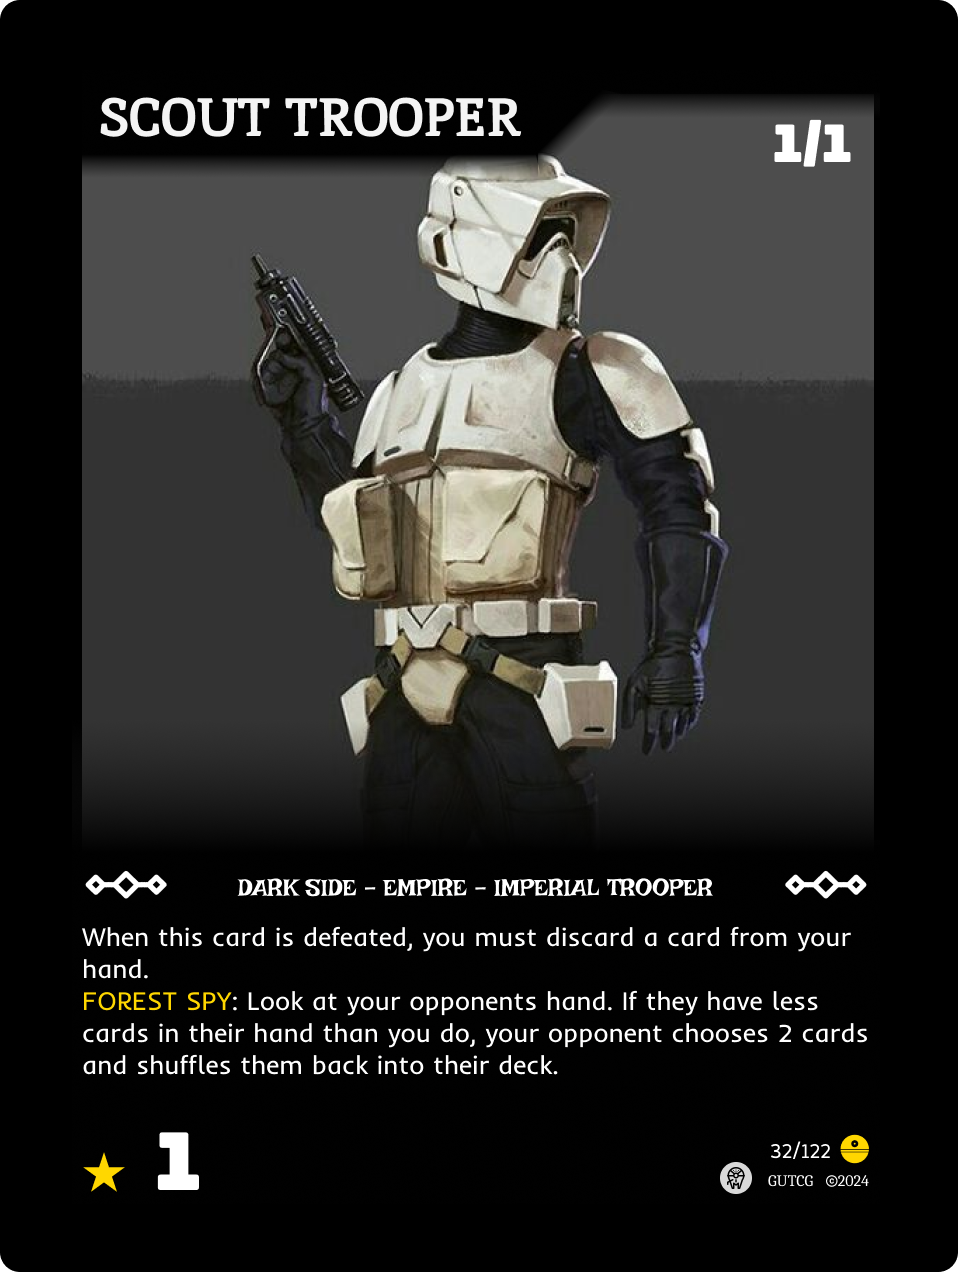 SCOUT TROOPER
1/1
DARK SIDE - EMPIRE - IMPERIAL TROOPER
When this card is defeated, you must discard a card from your
hand.
FOREST SPY: Look at your opponents hand. If they have less
cards in their hand than you do, your opponent chooses 2 cards
and shuffles them back into their deck.
1
32/122
GUTCG ©2024